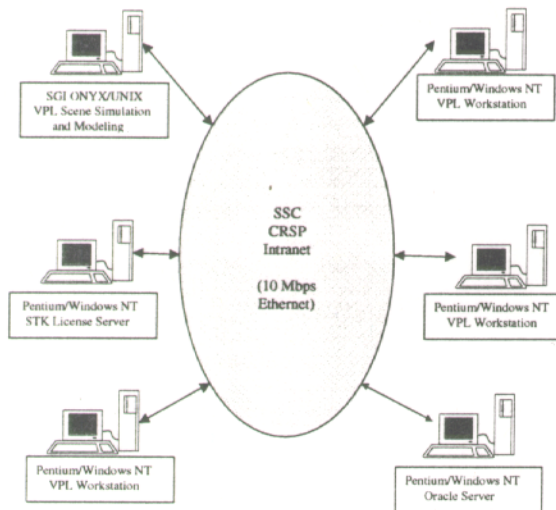 SGI ONYX/UNIX
VPL Scene Simulation
and Modeling
Pentium/Windows NT
VPL Workstation
SSC
CRSP
Intranet
(10 Mbps
Ethernet)
Pentium/Windows NT
STK License Server
Pentium/Windows NT
VPL Workstation
Pentium/Windows NT
VPL Workstation
Pentium/Windows NT
Oracle Server